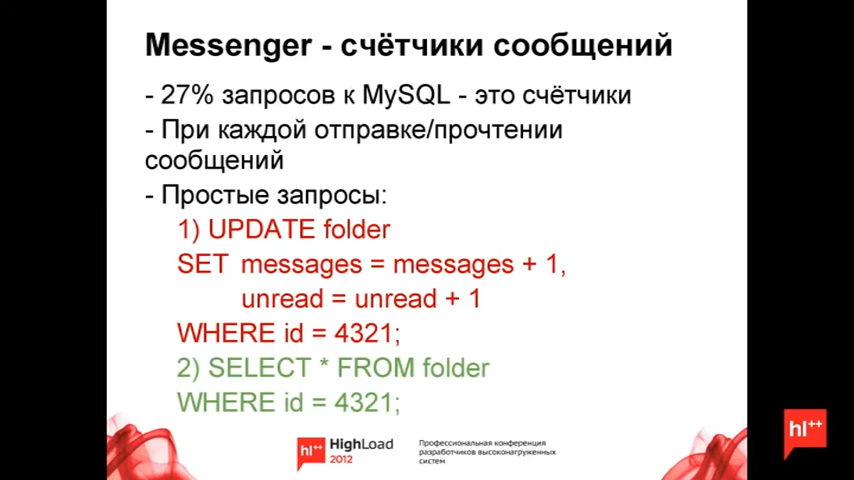 Messenger - счётчики сообщений
- 27% запросов к MySQL - это счётчики
- При каждой отправке/прочтении
сообщений
- Простые запросы:
1) UPDATE folder
SET messages = messages + 1,
unread = unread + 1
WHERE id = 4321;
2) SELECT * FROM folder
WHERE id = 4321;
hl++
HighLoad
2012
Профессиональная конференция
разработчиков высоконагруженных
систем
hl++